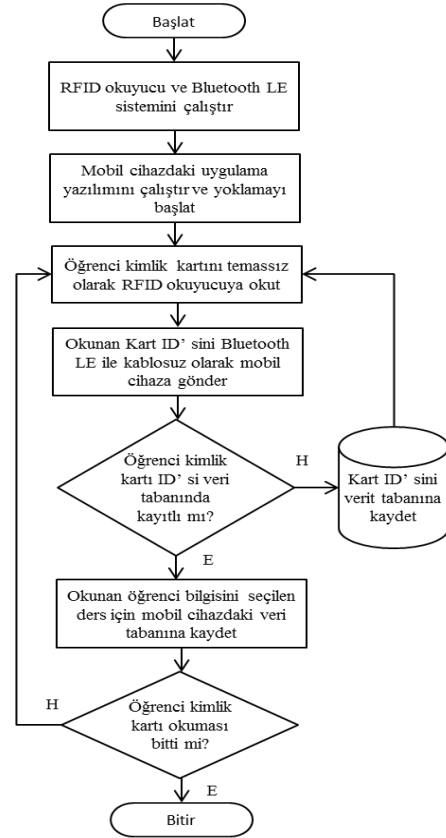 Başlat
RFID okuyucu ve Bluetooth LE
sistemini çalıştır
Mobil cihazdaki uygulama
yazılımını çalıştır ve yoklamayı
başlat
Öğrenci kimlik kartını temassız
olarak RFID okuyucuya okut
Okunan Kart ID’ sini Bluetooth
LE ile kablosuz olarak mobil
cihaza gönder
Öğrenci kimlik
kartı ID’ si veri
tabanında
kayıtlı mı?
H
Kart ID’ sini
verit tabanına
kaydet
E
Okunan öğrenci bilgisini seçilen
ders için mobil cihazdaki veri
tabanına kaydet
H
Öğrenci kimlik
kartı okuması
bitti mi?
E
Bitir